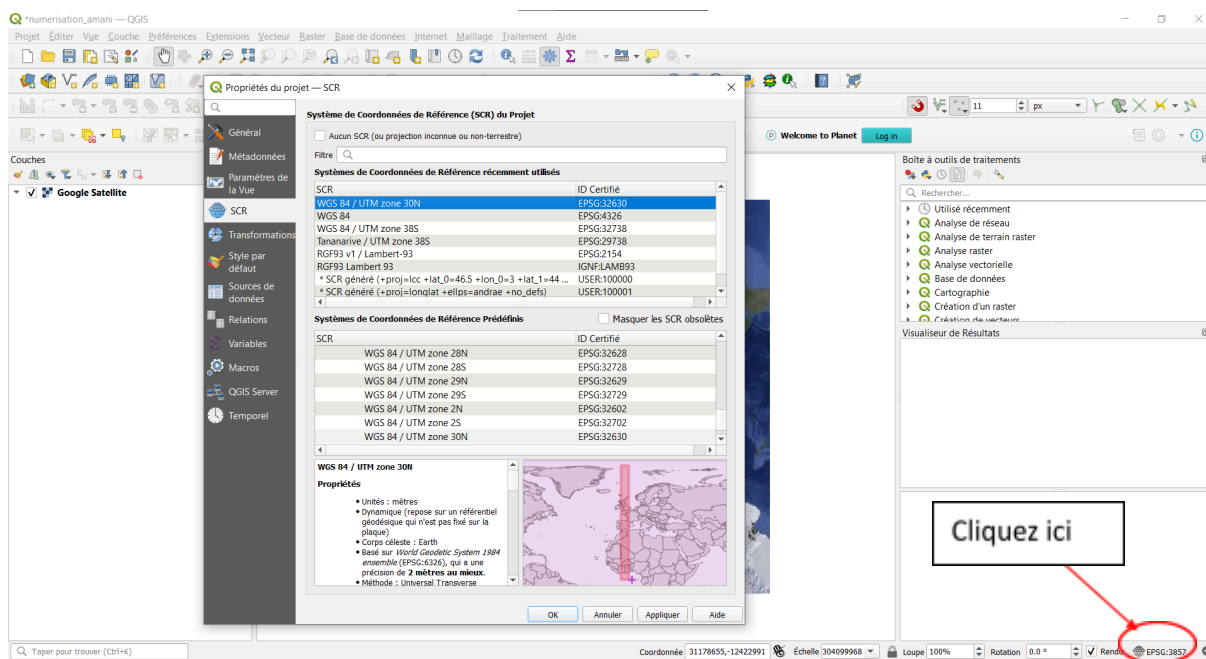 *numerisation_amani — QGIS
Projet Éditer Vue Couche Préférences Extensions Vecteur Raster Base de données Internet Maillage Traitement Aide
11 px
Welcome to Planet Log in
Couches
Google Satellite
Propriétés du projet — SCR
Général
Métadonnées
Paramètres de la Vue
SCR
Transformations
Style par défaut
Sources de données
Relations
Variables
Macros
QGIS Server
Temporel
Système de Coordonnées de Référence (SCR) du Projet
Aucun SCR (ou projection inconnue ou non-terrestre)
Filtre
Systèmes de Coordonnées de Référence récemment utilisés
SCR ID Certifié
WGS 84 / UTM zone 30N EPSG:32630
WGS 84 EPSG:4326
WGS 84 / UTM zone 38S EPSG:32738
Tananarive / UTM zone 38S EPSG:29738
RGF93 v1 / Lambert-93 EPSG:2154
RGF93 Lambert 93 IGNF:LAMB93
* SCR généré (+proj=lcc +lat_0=46.5 +lon_0=3 +lat_1=44 ... USER:100000
* SCR généré (+proj=longlat +ellps=andrae +no_defs) USER:100001
Systèmes de Coordonnées de Référence Prédéfinis Masquer les SCR obsolètes
SCR ID Certifié
WGS 84 / UTM zone 28N EPSG:32628
WGS 84 / UTM zone 28S EPSG:32728
WGS 84 / UTM zone 29N EPSG:32629
WGS 84 / UTM zone 29S EPSG:32729
WGS 84 / UTM zone 2N EPSG:32602
WGS 84 / UTM zone 2S EPSG:32702
WGS 84 / UTM zone 30N EPSG:32630
WGS 84 / UTM zone 30N
Propriétés
• Unités : mètres
• Dynamique (repose sur un référentiel
géodésique qui n'est pas fixé sur la
plaque)
• Corps céleste : Earth
• Basé sur World Geodetic System 1984
ensemble (EPSG:6326), qui a une
précision de 2 mètres au mieux.
• Méthode : Universal Transverse
OK Annuler Appliquer Aide
Boîte à outils de traitements
Rechercher...
Utilisé récemment
Analyse de réseau
Analyse de terrain raster
Analyse raster
Analyse vectorielle
Base de données
Cartographie
Création d'un raster
Création de vecteurs
Visualiseur de Résultats
Cliquez ici
Taper pour trouver (Ctrl+K)
Coordonnée 31178655,-12422991 Échelle 304099968 Loupe 100% Rotation 0.0 ° Rendu EPSG:3857